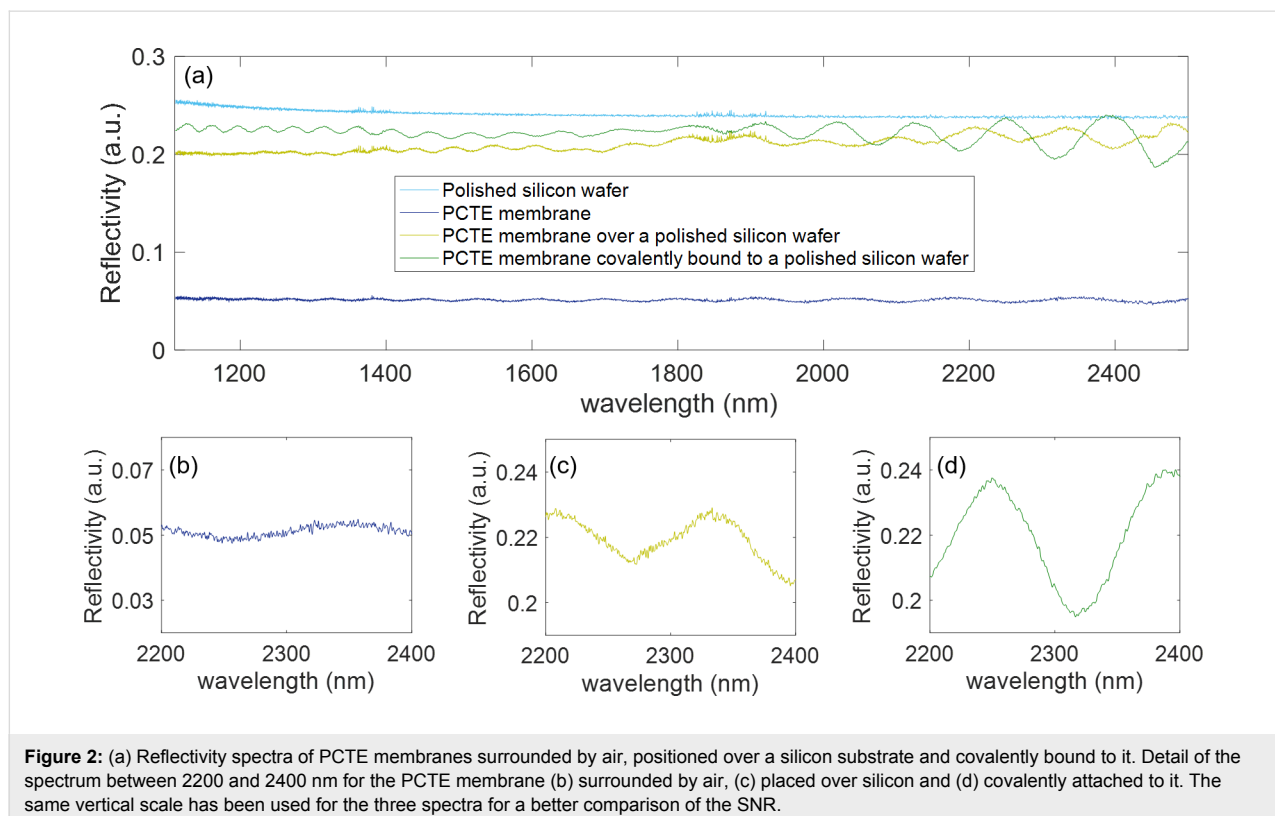 0.3
(a)
0.2
0.1
0
Reflectivity (a.u.)
Polished silicon wafer
PCTE membrane
PCTE membrane over a polished silicon wafer
PCTE membrane covalently bound to a polished silicon wafer
1200 1400 1600 1800 2000 2200 2400
wavelength (nm)
(b)
0.07
0.05
0.03
Reflectivity (a.u.)
2200 2300 2400
wavelength (nm)
(c)
0.24
0.22
0.2
Reflectivity (a.u.)
2200 2300 2400
wavelength (nm)
(d)
0.24
0.22
0.2
Reflectivity (a.u.)
2200 2300 2400
wavelength (nm)
Figure 2: (a) Reflectivity spectra of PCTE membranes surrounded by air, positioned over a silicon substrate and covalently bound to it. Detail of the
spectrum between 2200 and 2400 nm for the PCTE membrane (b) surrounded by air, (c) placed over silicon and (d) covalently attached to it. The
same vertical scale has been used for the three spectra for a better comparison of the SNR.